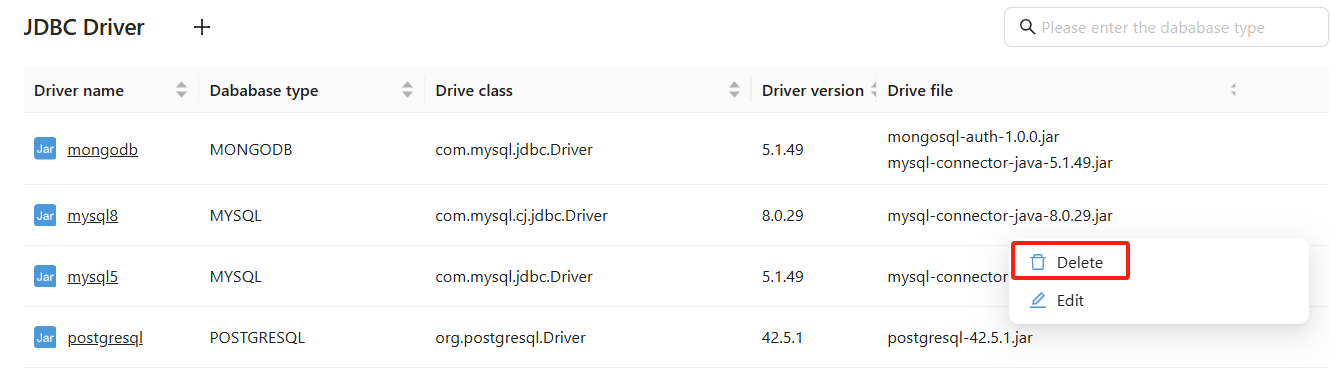 JDBC Driver +
Please enter the dababase type
Driver name Dababase type Drive class Driver version Drive file
Jar mongodb MONGODB com.mysql.jdbc.Driver 5.1.49 mongosql-auth-1.0.0.jar
mysql-connector-java-5.1.49.jar
Jar mysql8 MYSQL com.mysql.cj.jdbc.Driver 8.0.29 mysql-connector-java-8.0.29.jar
Delete
Jar mysql5 MYSQL com.mysql.jdbc.Driver 5.1.49 mysql-connector
Edit
Jar postgresql POSTGRESQL org.postgresql.Driver 42.5.1 postgresql-42.5.1.jar